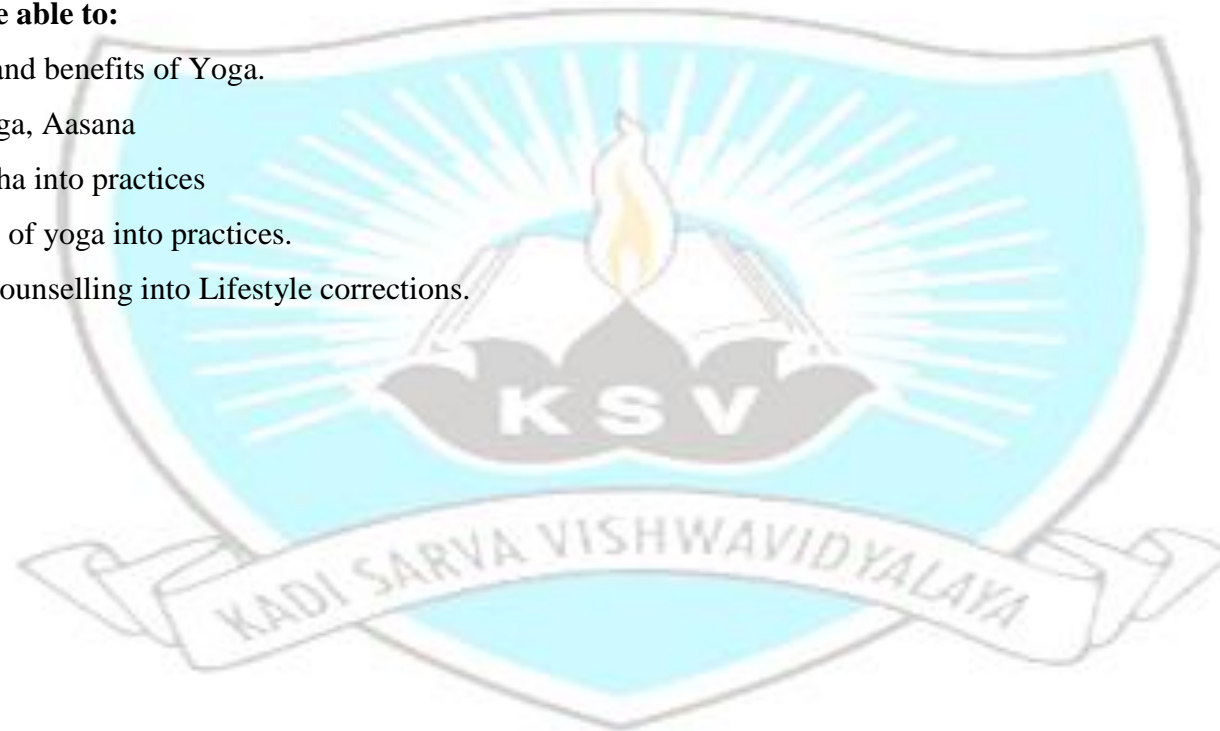 e able to:
and benefits of Yoga.
ga, Aasana
ha into practices
of yoga into practices.
ounselling into Lifestyle corrections.
KSV
KADI SARVA VISHWAVIDYALAYA